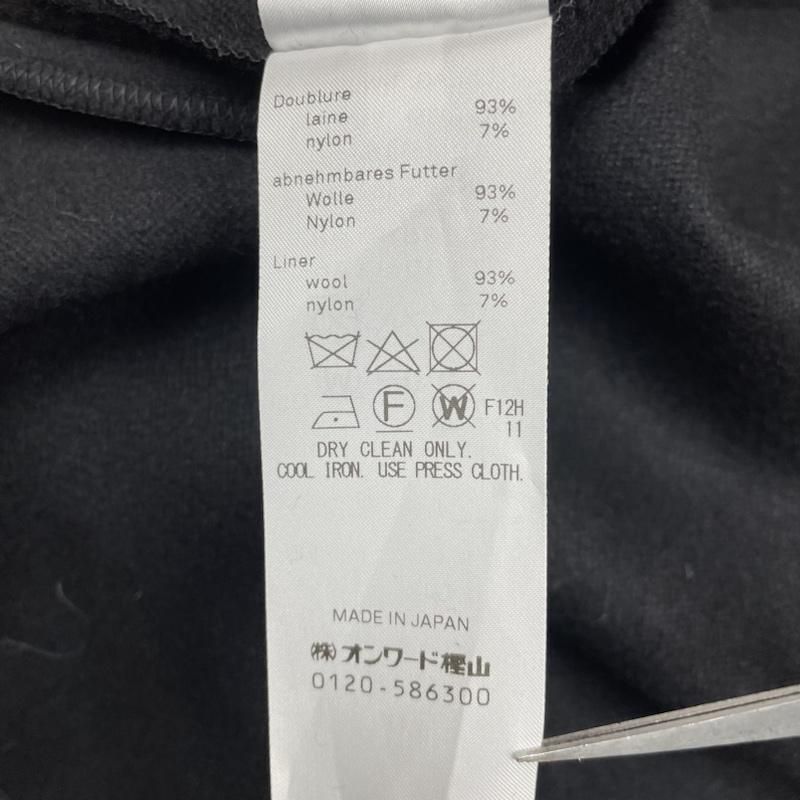 Doublure
laine 93%
nylon 7%
abnehmbares Futter
Wolle 93%
Nylon 7%
Liner
wool 93%
nylon 7%
F W F12H
11
DRY CLEAN ONLY.
COOL IRON. USE PRESS CLOTH.
MADE IN JAPAN
㈱オンワード樫山
0120-586300